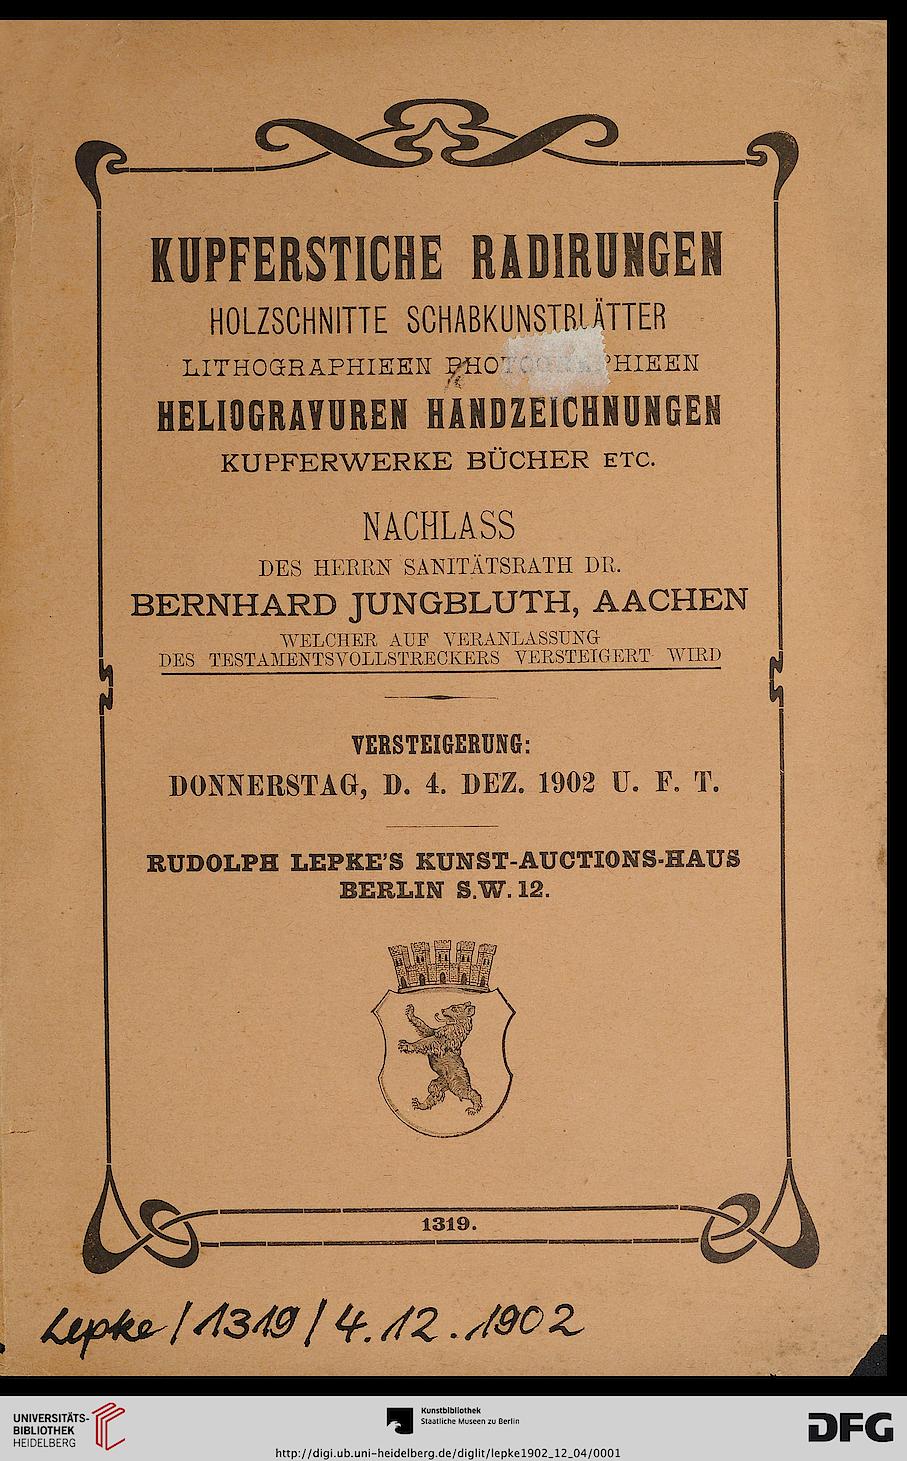 KUPFERSTICHE RADIRUNGEN
HOLZSCHNITTE SCHABKUNSTBLÄTTER
LITHOGRAPHIEEN PHOTOGRAPHIEEN
HELIOGRAVUREN HANDZEICHNUNGEN
KUPFERWERKE BÜCHER ETC.
NACHLASS
DES HERRN SANITÄTSRATH DR.
BERNHARD JUNGBLUTH, AACHEN
WELCHER AUF VERANLASSUNG
DES TESTAMENTSVOLLSTRECKERS VERSTEIGERT WIRD
VERSTEIGERUNG:
DONNERSTAG, D. 4. DEZ. 1902 U. F. T.
RUDOLPH LEPKE'S KUNST-AUCTIONS-HAUS
BERLIN S.W. 12.
1319.
Lepke / 1319 / 4. 12. 1902
UNIVERSITÄTS-
BIBLIOTHEK
HEIDELBERG
Kunstbibliothek
Staatliche Museen zu Berlin
DFG
http://digi.ub.uni-heidelberg.de/diglit/lepke1902_12_04/0001